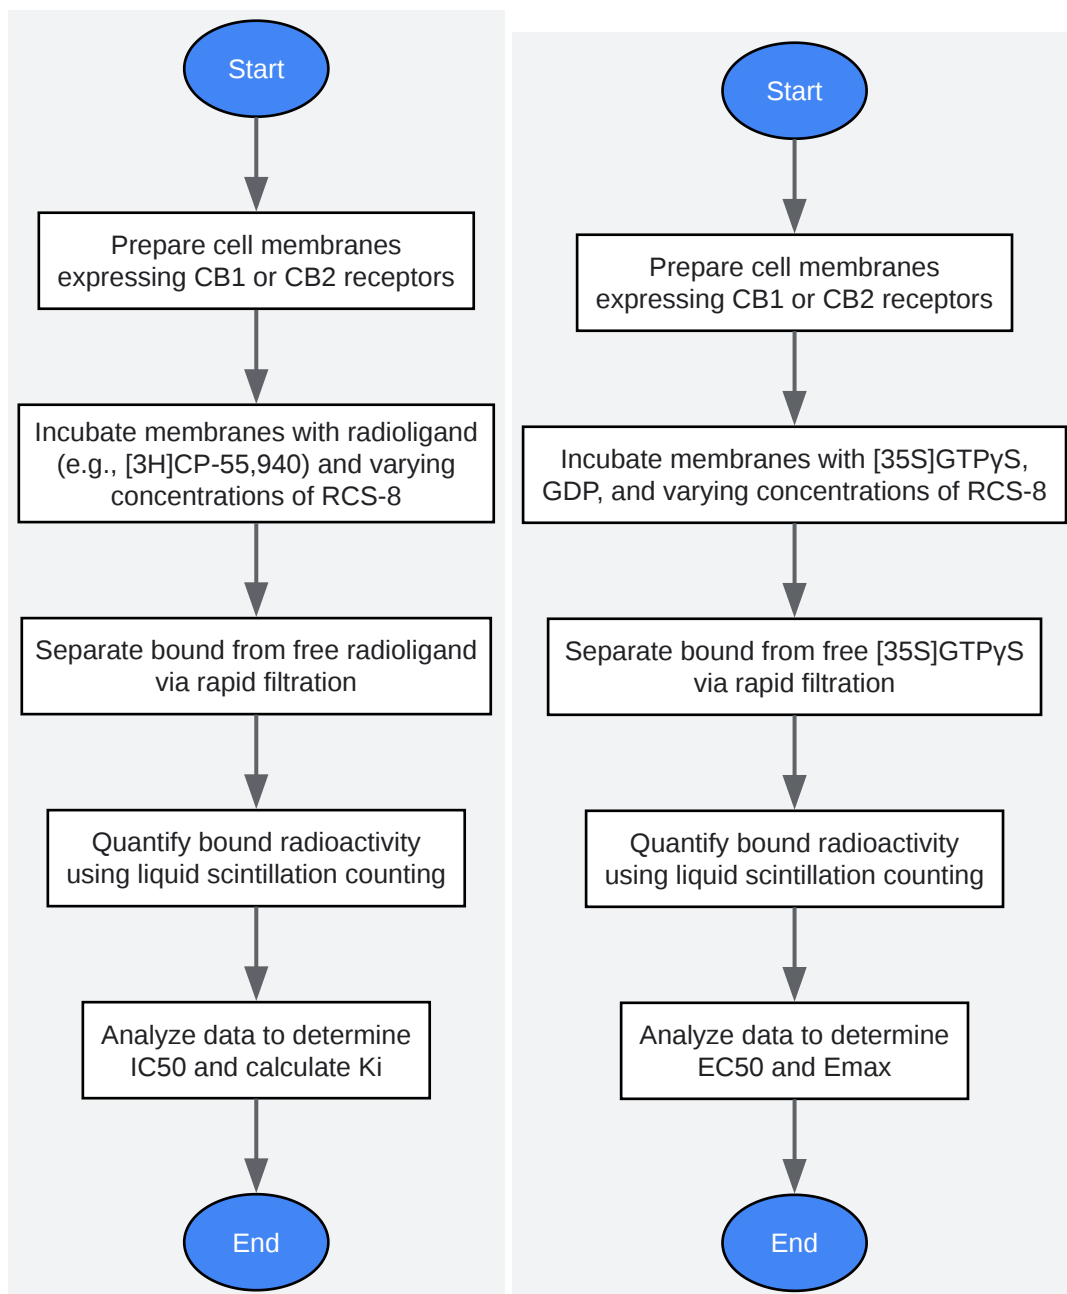 Start
Prepare cell membranes
expressing CB1 or CB2 receptors
Incubate membranes with radioligand
(e.g., [3H]CP-55,940) and varying
concentrations of RCS-8
Separate bound from free radioligand
via rapid filtration
Quantify bound radioactivity
using liquid scintillation counting
Analyze data to determine
IC50 and calculate Ki
End
Start
Prepare cell membranes
expressing CB1 or CB2 receptors
Incubate membranes with [35S]GTPγS,
GDP, and varying concentrations of RCS-8
Separate bound from free [35S]GTPγS
via rapid filtration
Quantify bound radioactivity
using liquid scintillation counting
Analyze data to determine
EC50 and Emax
End